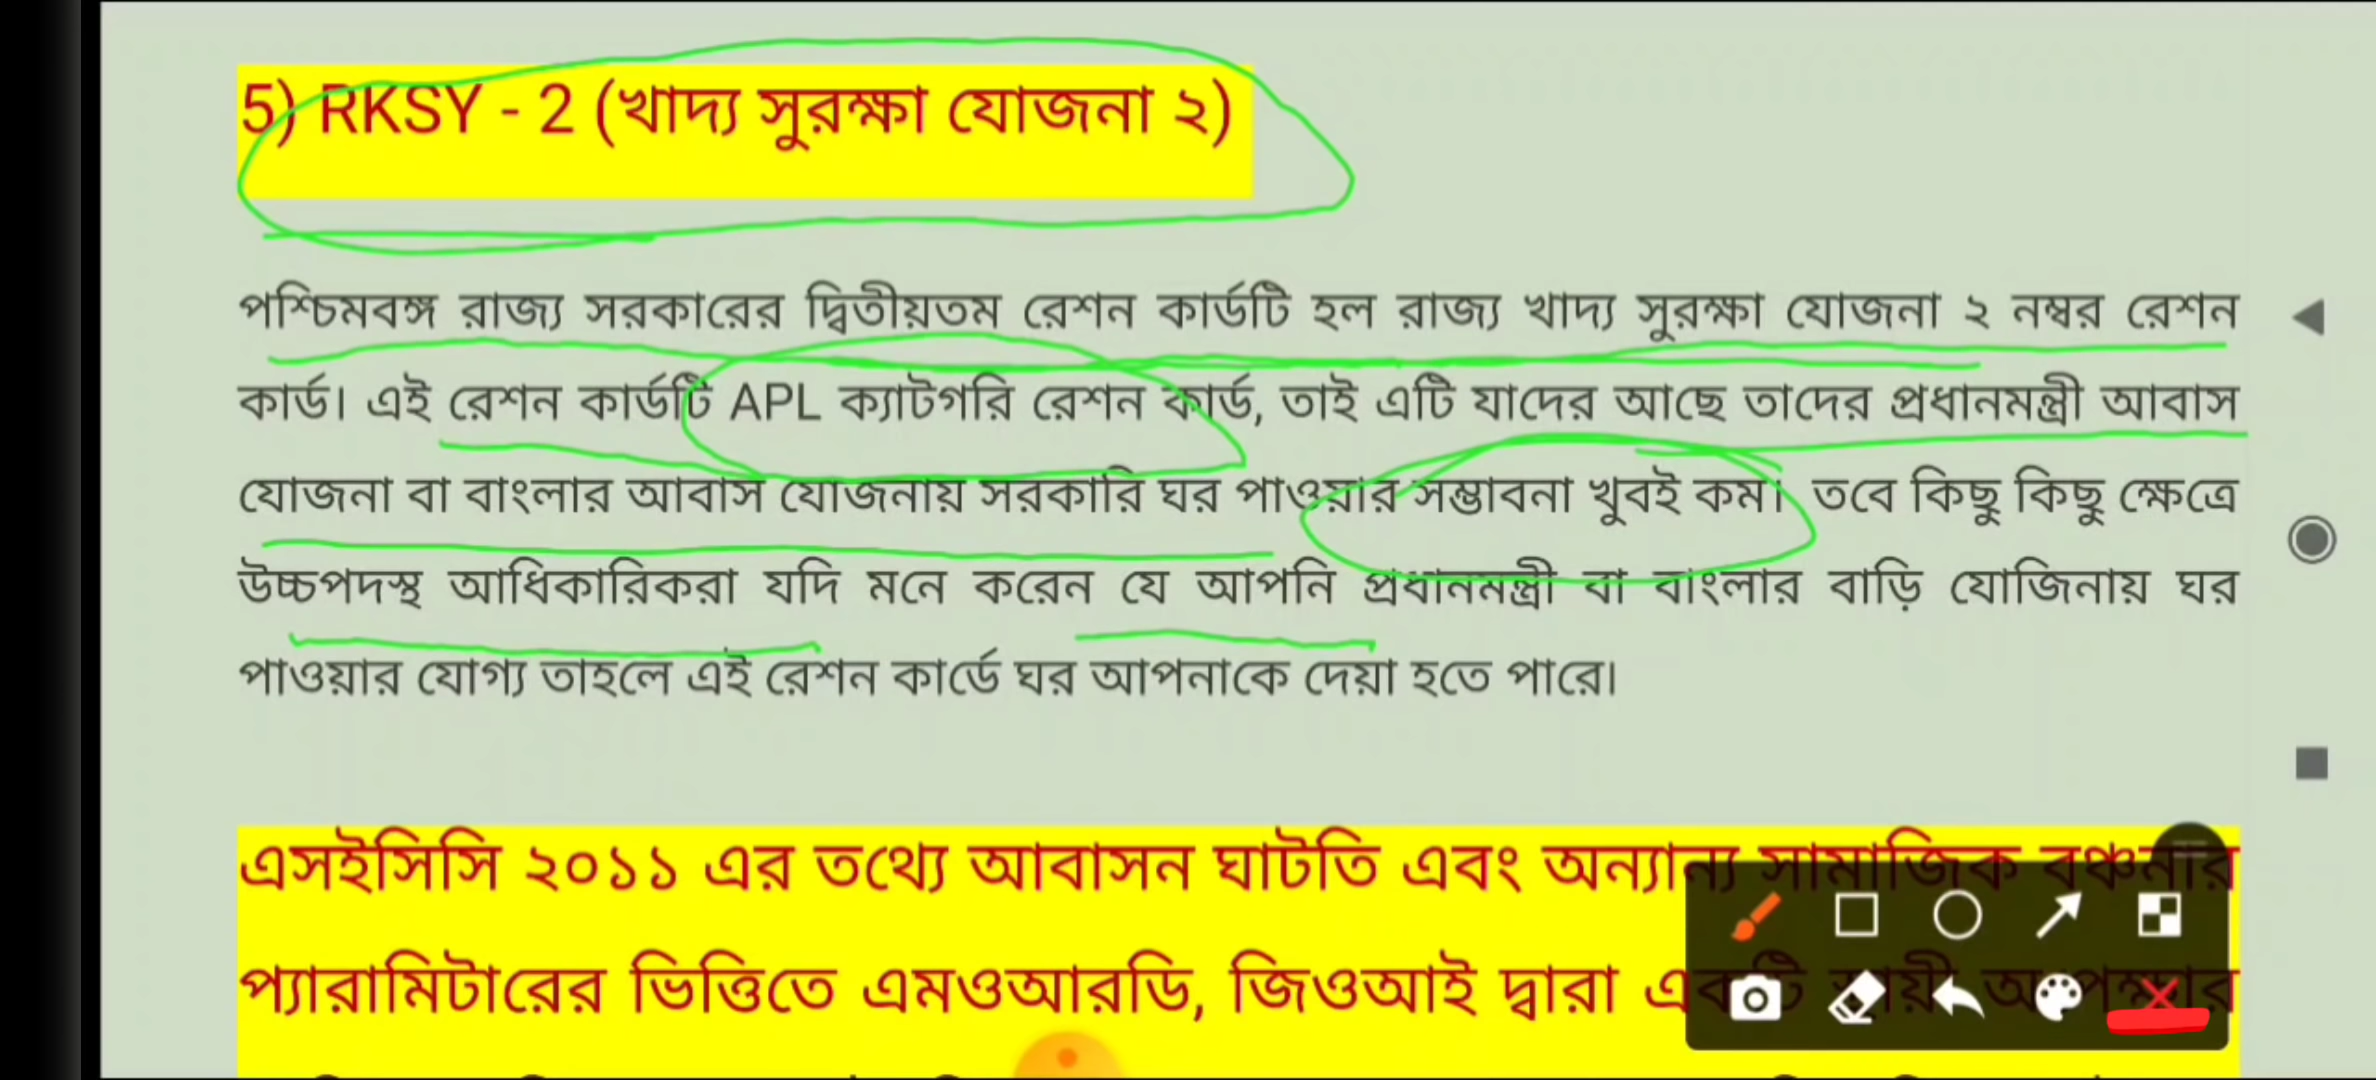 5) RKSY - 2 (খাদ্য সুরক্ষা যোজনা ২)
পশ্চিমবঙ্গ রাজ্য সরকারের দ্বিতীয়তম রেশন কার্ডটি হল রাজ্য খাদ্য সুরক্ষা যোজনা ২ নম্বর রেশন
কার্ড। এই রেশন কার্ডটি APL ক্যাটগরি রেশন কার্ড, তাই এটি যাদের আছে তাদের প্রধানমন্ত্রী আবাস
যোজনা বা বাংলার আবাস যোজনায় সরকারি ঘর পাওয়ার সম্ভাবনা খুবই কম। তবে কিছু কিছু ক্ষেত্রে
উচ্চপদস্থ আধিকারিকরা যদি মনে করেন যে আপনি প্রধানমন্ত্রী বা বাংলার বাড়ি যোজিনায় ঘর
পাওয়ার যোগ্য তাহলে এই রেশন কার্ডে ঘর আপনাকে দেয়া হতে পারে।
এসইসিসি ২০১১ এর তথ্যে আবাসন ঘাটতি এবং অন্যান্য সামাজিক বঞ্চনার
প্যারামিটারের ভিত্তিতে এমওআরডি, জিওআই দ্বারা একটি